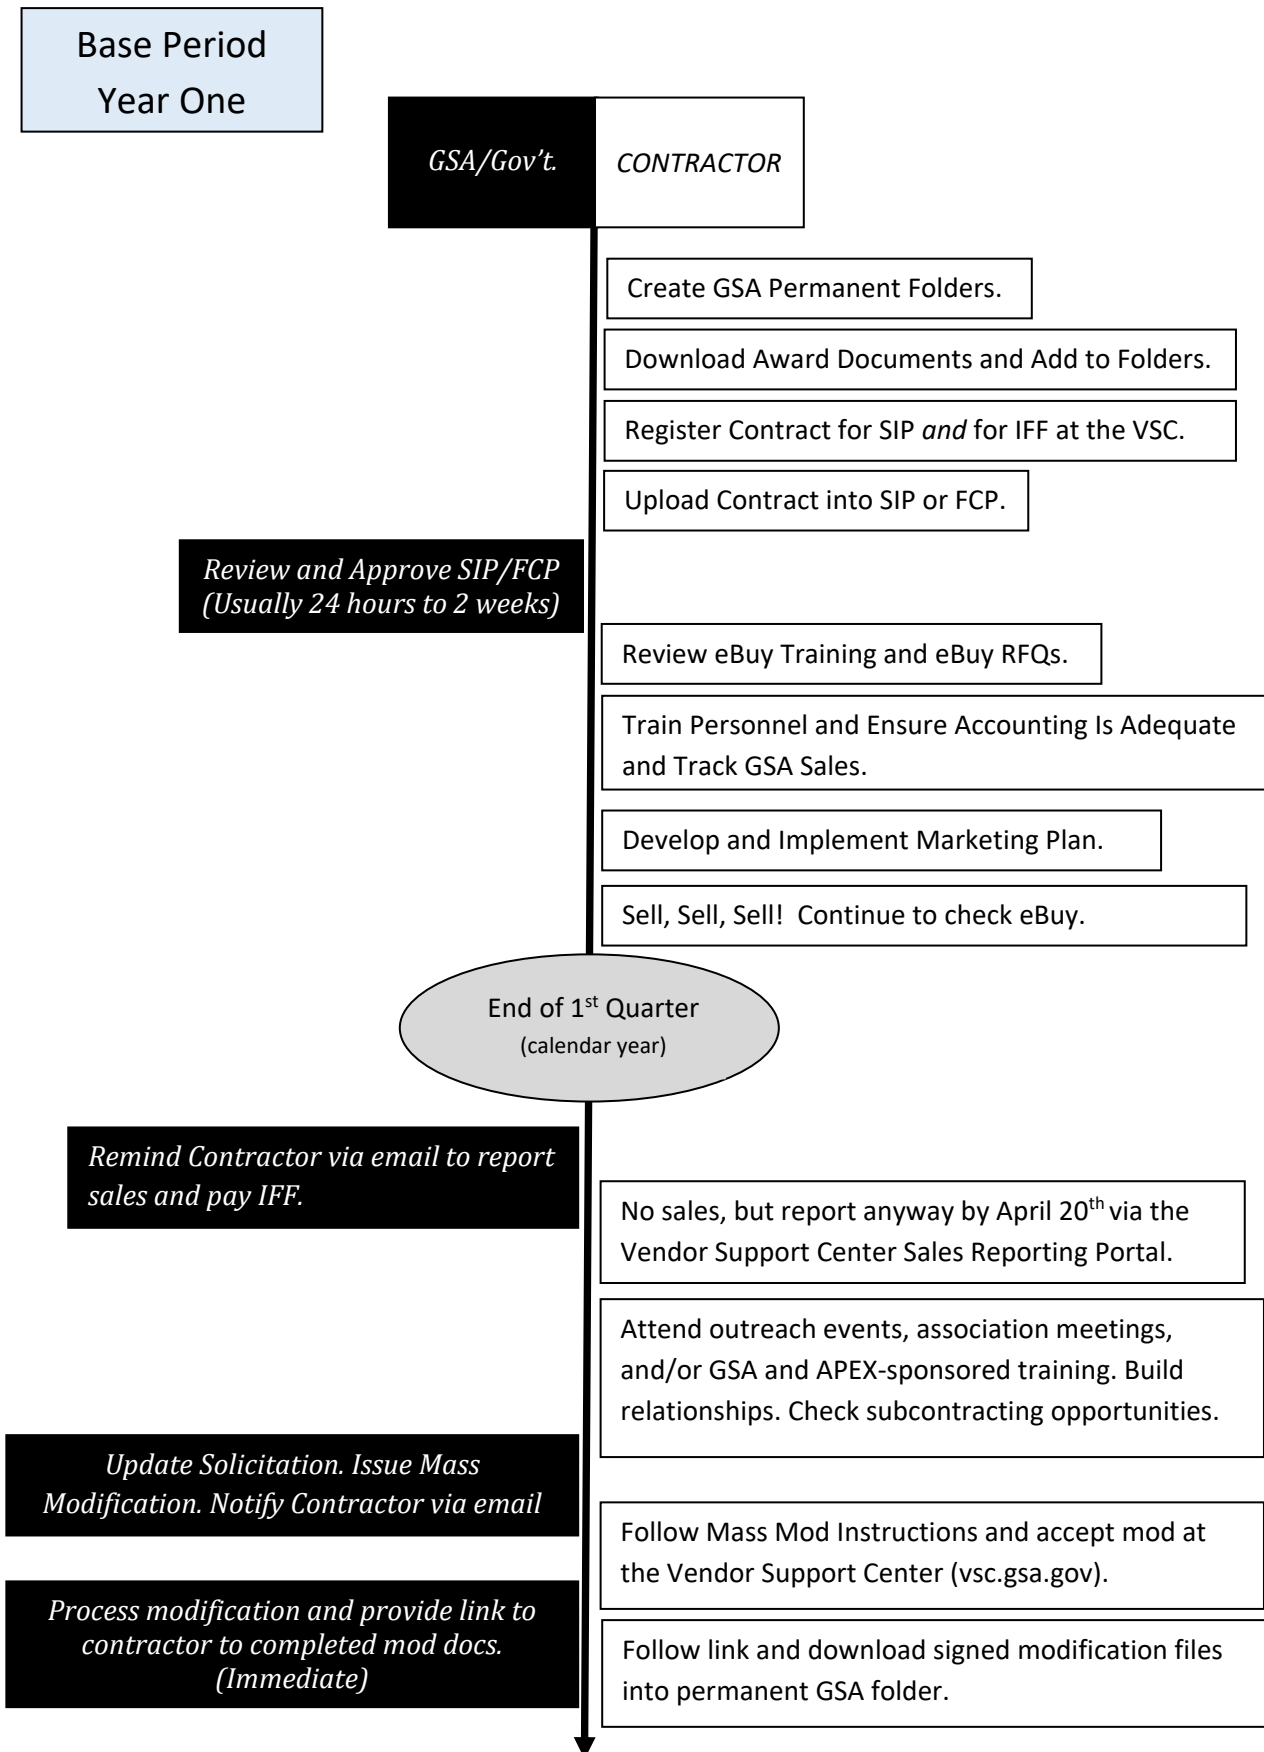 Base Period
Year One
GSA/Gov’t.
CONTRACTOR
Create GSA Permanent Folders.
Download Award Documents and Add to Folders.
Register Contract for SIP and for IFF at the VSC.
Upload Contract into SIP or FCP.
Review and Approve SIP/FCP
(Usually 24 hours to 2 weeks)
Review eBuy Training and eBuy RFQs.
Train Personnel and Ensure Accounting Is Adequate
and Track GSA Sales.
Develop and Implement Marketing Plan.
Sell, Sell, Sell!  Continue to check eBuy.
End of 1st Quarter
(calendar year)
Remind Contractor via email to report
sales and pay IFF.
No sales, but report anyway by April 20th via the
Vendor Support Center Sales Reporting Portal.
Attend outreach events, association meetings,
and/or GSA and APEX-sponsored training. Build
relationships. Check subcontracting opportunities.
Update Solicitation. Issue Mass
Modification. Notify Contractor via email
Follow Mass Mod Instructions and accept mod at
the Vendor Support Center (vsc.gsa.gov).
Process modification and provide link to
contractor to completed mod docs.
(Immediate)
Follow link and download signed modification files
into permanent GSA folder.